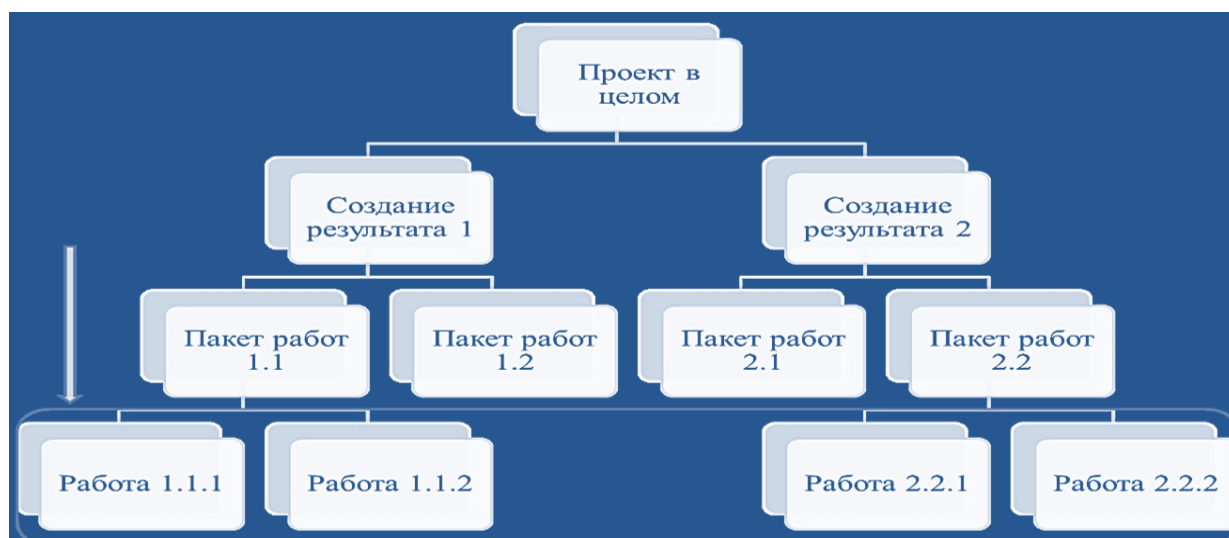 Проект в
целом
Создание
результата 1
Создание
результата 2
Пакет работ
1.1
Пакет работ
1.2
Пакет работ
2.1
Пакет работ
2.2
Работа 1.1.1
Работа 1.1.2
Работа 2.2.1
Работа 2.2.2